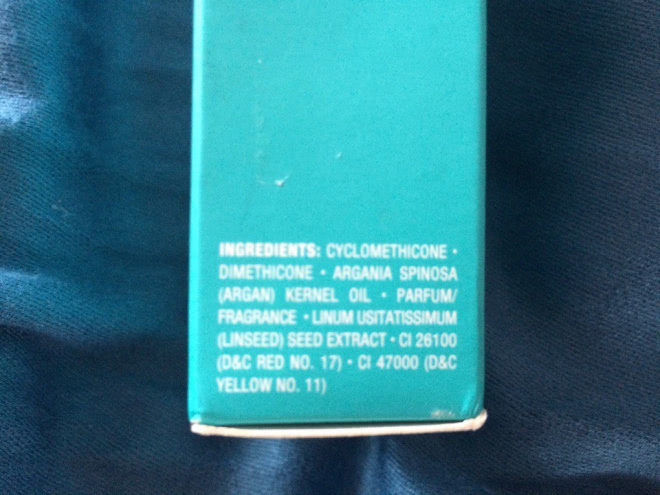 INGREDIENTS: CYCLOMETHICONE •
DIMETHICONE • ARGANIA SPINOSA
(ARGAN) KERNEL OIL • PARFUM/
FRAGRANCE • LINUM USITATISSIMUM
(LINSEED) SEED EXTRACT • CI 26100
(D&C RED NO. 17) • CI 47000 (D&C
YELLOW NO. 11)